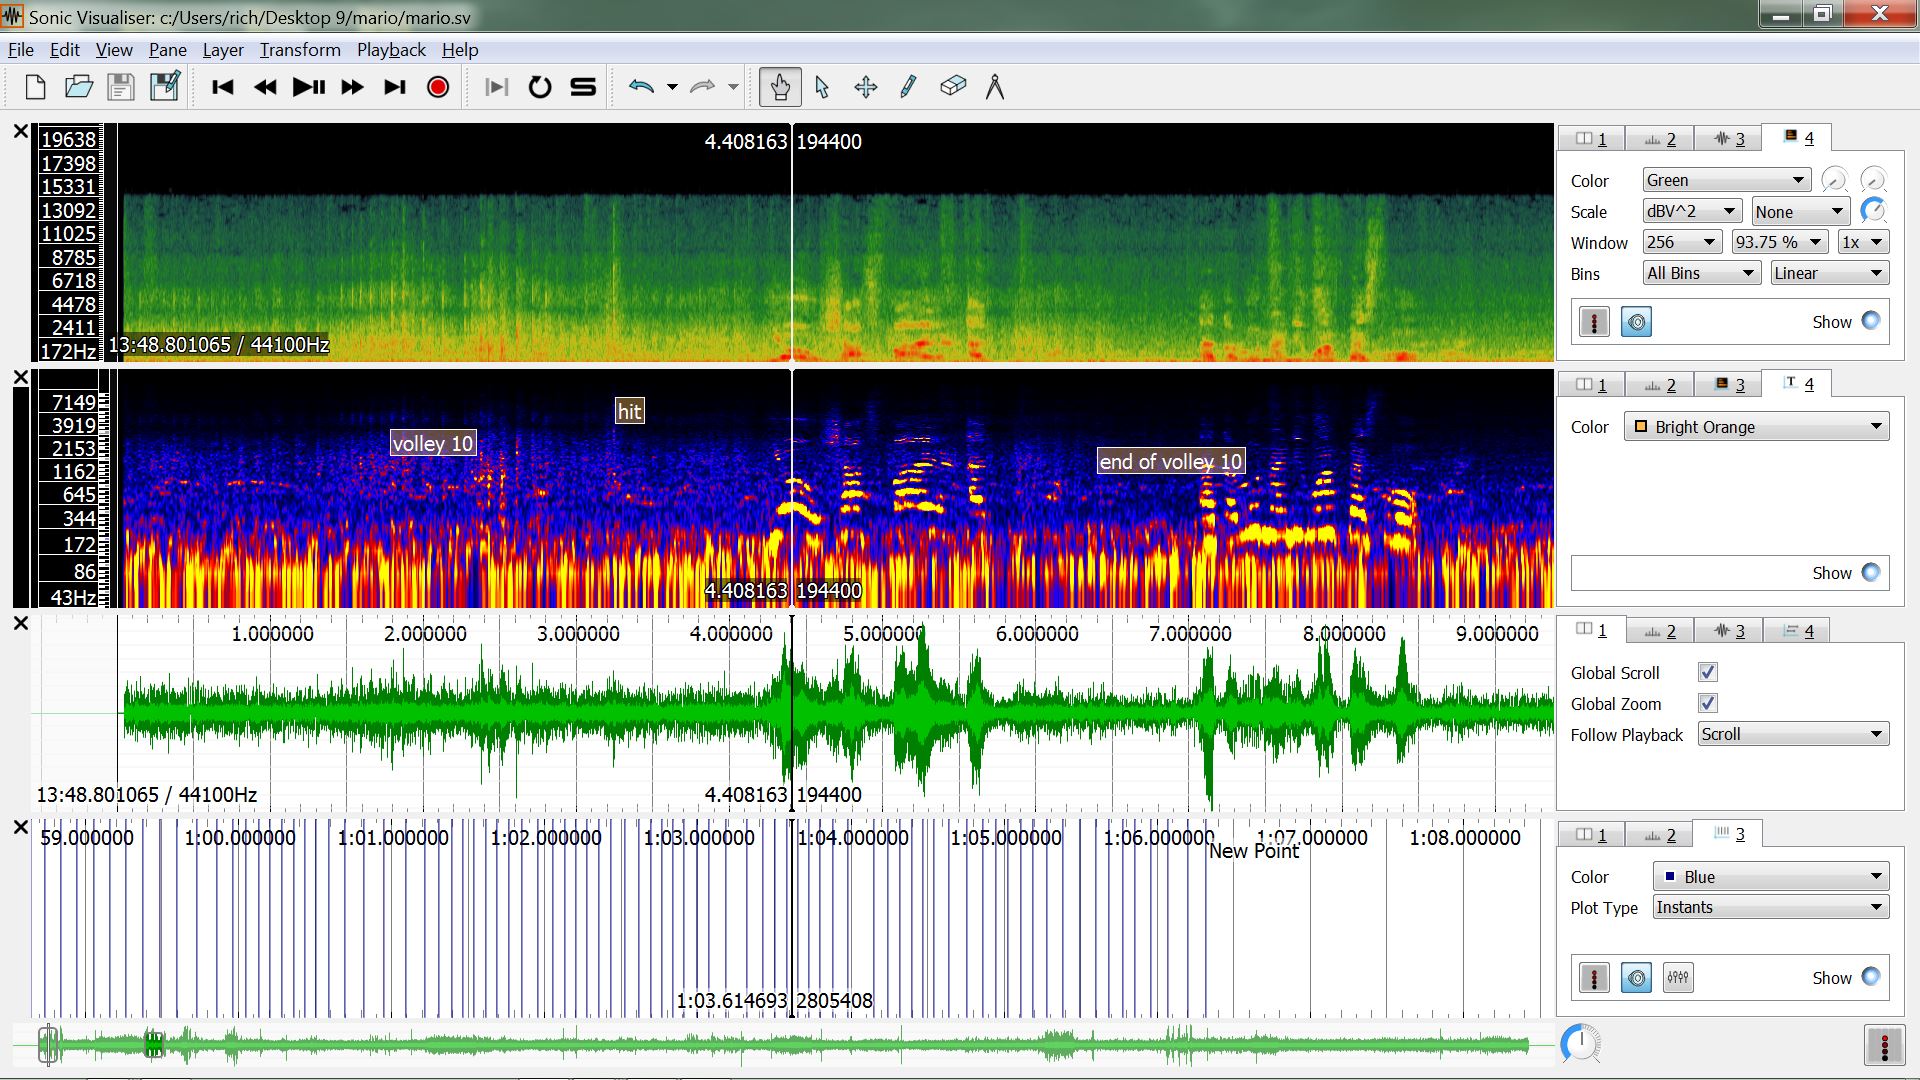 Sonic Visualiser: c:/Users/rich/Desktop 9/mario/mario.sv
File Edit View Pane Layer Transform Playback Help
19638
17398
15331
13092
11025
8785
6718
4478
2411
172Hz
4.408163 194400
13:48.801065 / 44100Hz
1 2 3 4
Color Green
Scale dBV^2 None
Window 256 93.75 % 1x
Bins All Bins Linear
Show
7149
3919
2153
1162
645
344
172
86
43Hz
hit
volley 10
end of volley 10
4.408163 194400
1 2 3 4
Color Bright Orange
Show
1.000000 2.000000 3.000000 4.000000 5.000000 6.000000 7.000000 8.000000 9.000000
13:48.801065 / 44100Hz
4.408163 194400
1 2 3 4
Global Scroll
Global Zoom
Follow Playback Scroll
59.000000 1:00.000000 1:01.000000 1:02.000000 1:03.000000 1:04.000000 1:05.000000 1:06.000000 1:07.000000 1:08.000000
New Point
1:03.614693 2805408
1 2 3
Color Blue
Plot Type Instants
Show